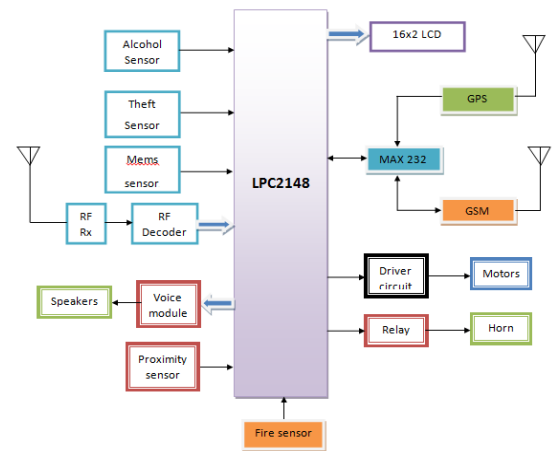 Alcohol
Sensor
16x2 LCD
Theft
Sensor
GPS
Mems
sensor
MAX 232
LPC2148
RF
Rx
RF
Decoder
GSM
Driver
circuit
Motors
Speakers
Voice
module
Relay
Horn
Proximity
sensor
Fire sensor